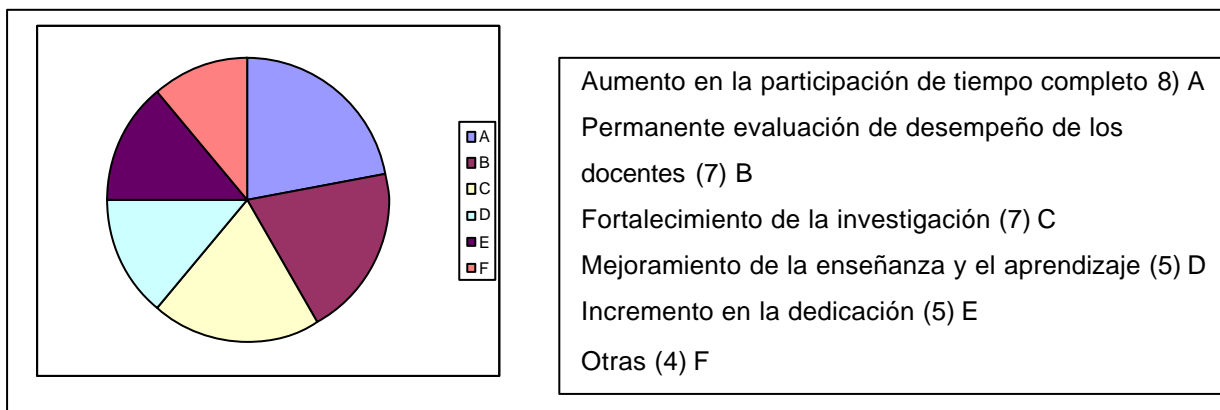 A
B
C
D
E
F
Aumento en la participación de tiempo completo 8) A
Permanente evaluación de desempeño de los
docentes (7) B
Fortalecimiento de la investigación (7) C
Mejoramiento de la enseñanza y el aprendizaje (5) D
Incremento en la dedicación (5) E
Otras (4) F